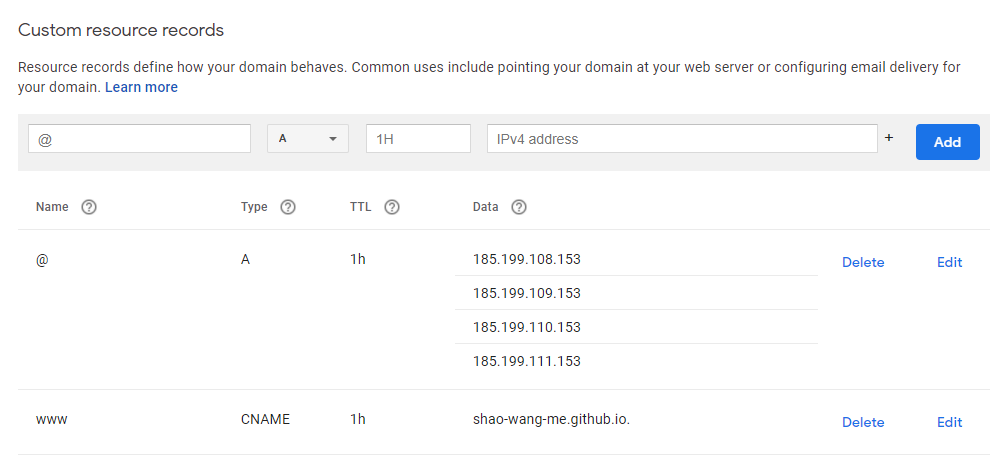 Custom resource records
Resource records define how your domain behaves. Common uses include pointing your domain at your web server or configuring email delivery for
your domain. Learn more
@ A 1H IPv4 address + Add
Name ? Type ? TTL ? Data ?
@ A 1h 185.199.108.153 Delete Edit
185.199.109.153
185.199.110.153
185.199.111.153
www CNAME 1h shao-wang-me.github.io. Delete Edit